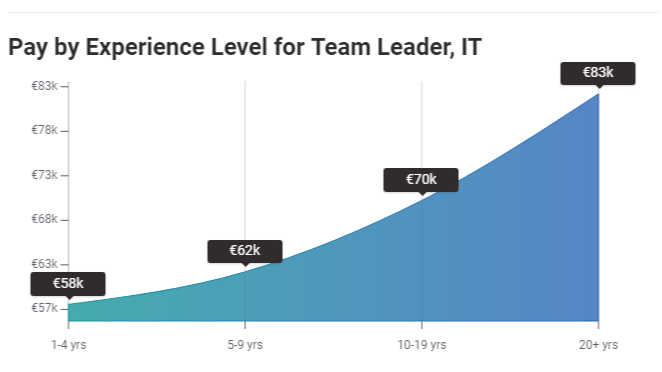 Pay by Experience Level for Team Leader, IT
€83k
€83k
€78k
€73k
€70k
€68k
€62k
€63k
€58k
€57k
1-4 yrs 5-9 yrs 10-19 yrs 20+ yrs